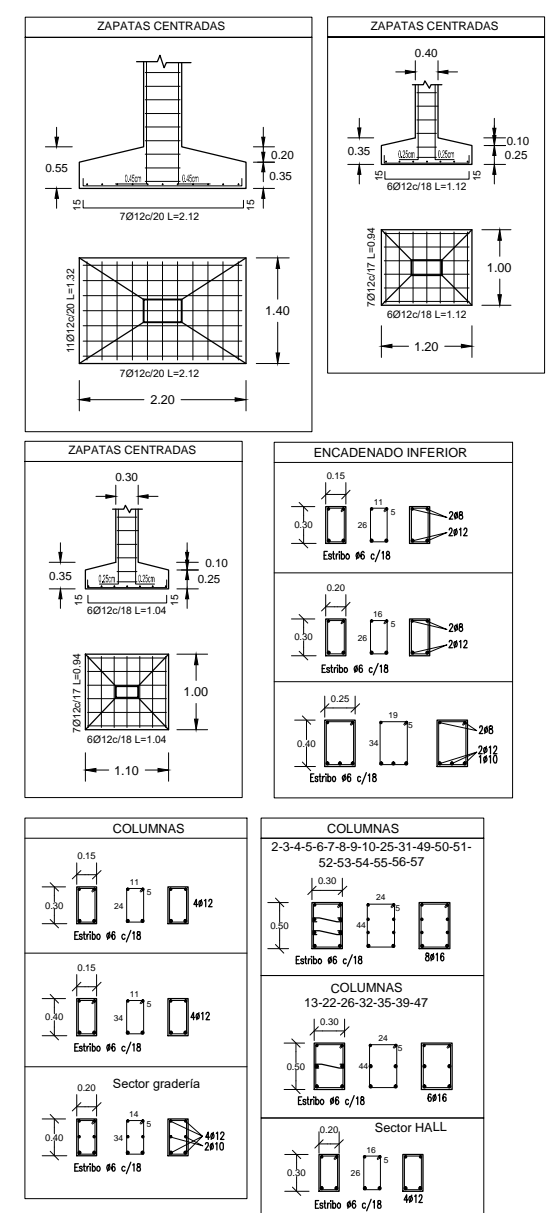 ZAPATAS CENTRADAS
0.55
0.45cm
0.45cm
0.20
0.35
15
15
7Ø12c/20 L=2.12
11Ø12c/20 L=1.32
1.40
7Ø12c/20 L=2.12
2.20
ZAPATAS CENTRADAS
0.40
0.35
0.25cm
0.25cm
0.10
0.25
15
15
6Ø12c/18 L=1.12
7Ø12c/17 L=0.94
1.00
6Ø12c/18 L=1.12
1.20
ZAPATAS CENTRADAS
0.30
0.35
0.25cm
0.25cm
0.10
0.25
15
15
6Ø12c/18 L=1.04
7Ø12c/17 L=0.94
1.00
6Ø12c/18 L=1.04
1.10
ENCADENADO INFERIOR
0.15
0.30
11
5
26
2ø8
2ø12
Estribo ø6 c/18
0.20
0.30
16
5
26
2ø8
2ø12
Estribo ø6 c/18
0.25
0.40
19
5
34
2ø8
2ø12
1ø10
Estribo ø6 c/18
COLUMNAS
0.15
0.30
11
5
24
4ø12
Estribo ø6 c/18
0.15
0.40
11
5
34
4ø12
Estribo ø6 c/18
Sector gradería
0.20
0.40
14
5
34
4ø12
2ø10
Estribo ø6 c/18
COLUMNAS
2-3-4-5-6-7-8-9-10-25-31-49-50-51-
52-53-54-55-56-57
0.30
0.50
24
5
44
8ø16
Estribo ø6 c/18
COLUMNAS
13-22-26-32-35-39-47
0.30
0.50
24
5
44
6ø16
Estribo ø6 c/18
Sector HALL
0.20
0.30
16
5
26
4ø12
Estribo ø6 c/18